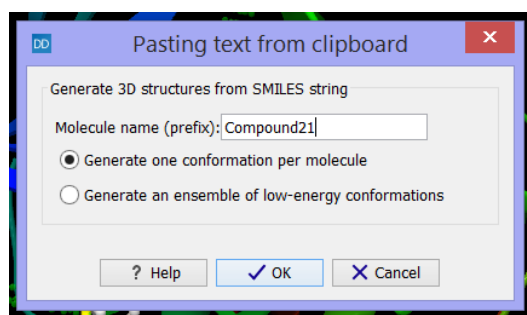 DD Pasting text from clipboard X
Generate 3D structures from SMILES string
Molecule name (prefix): Compound21
Generate one conformation per molecule
Generate an ensemble of low-energy conformations
? Help OK Cancel